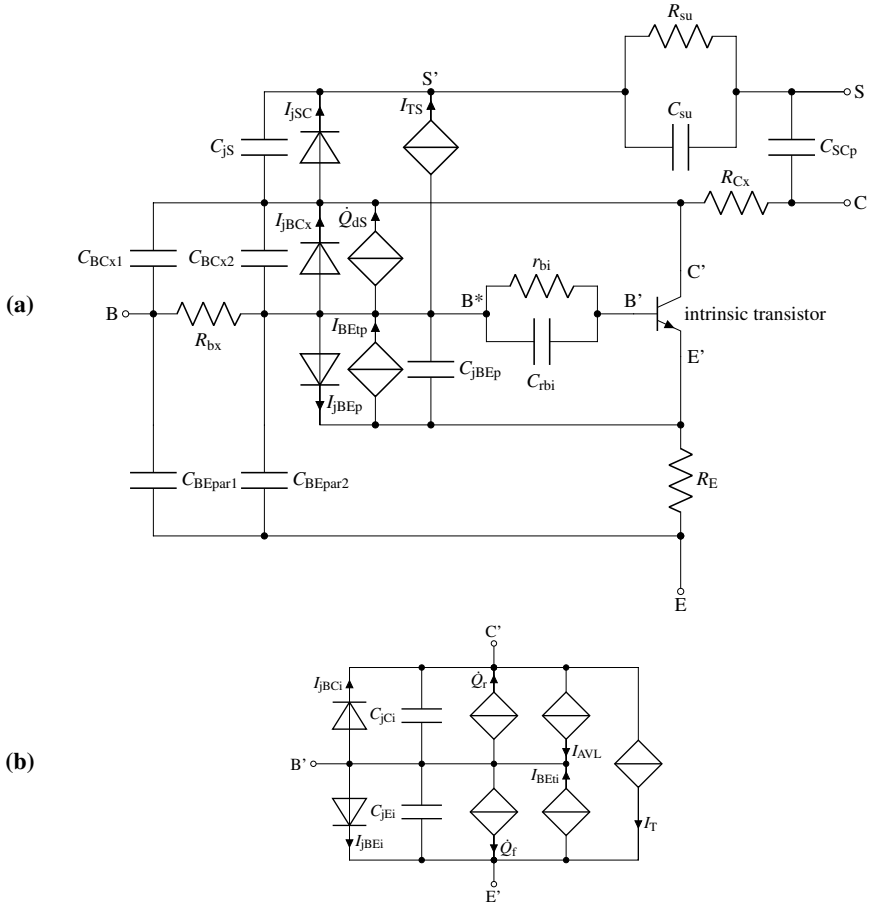 R_su
S'
S
I_jSC
I_TS
C_su
C_jS
C_SCp
R_Cx
C
I_jBCx
Q̇_dS
C_BCx1
C_BCx2
r_bi
C'
(a)
B
B*
B'
intrinsic transistor
R_bx
I_BEtp
C_jBEp
C_rbi
E'
I_jBEp
C_BEpar1
C_BEpar2
R_E
E
C'
I_jBCi
Q̇_r
C_jCi
I_AVL
(b)
B'
I_BEti
C_jEi
I_T
I_jBEi
Q̇_f
E'